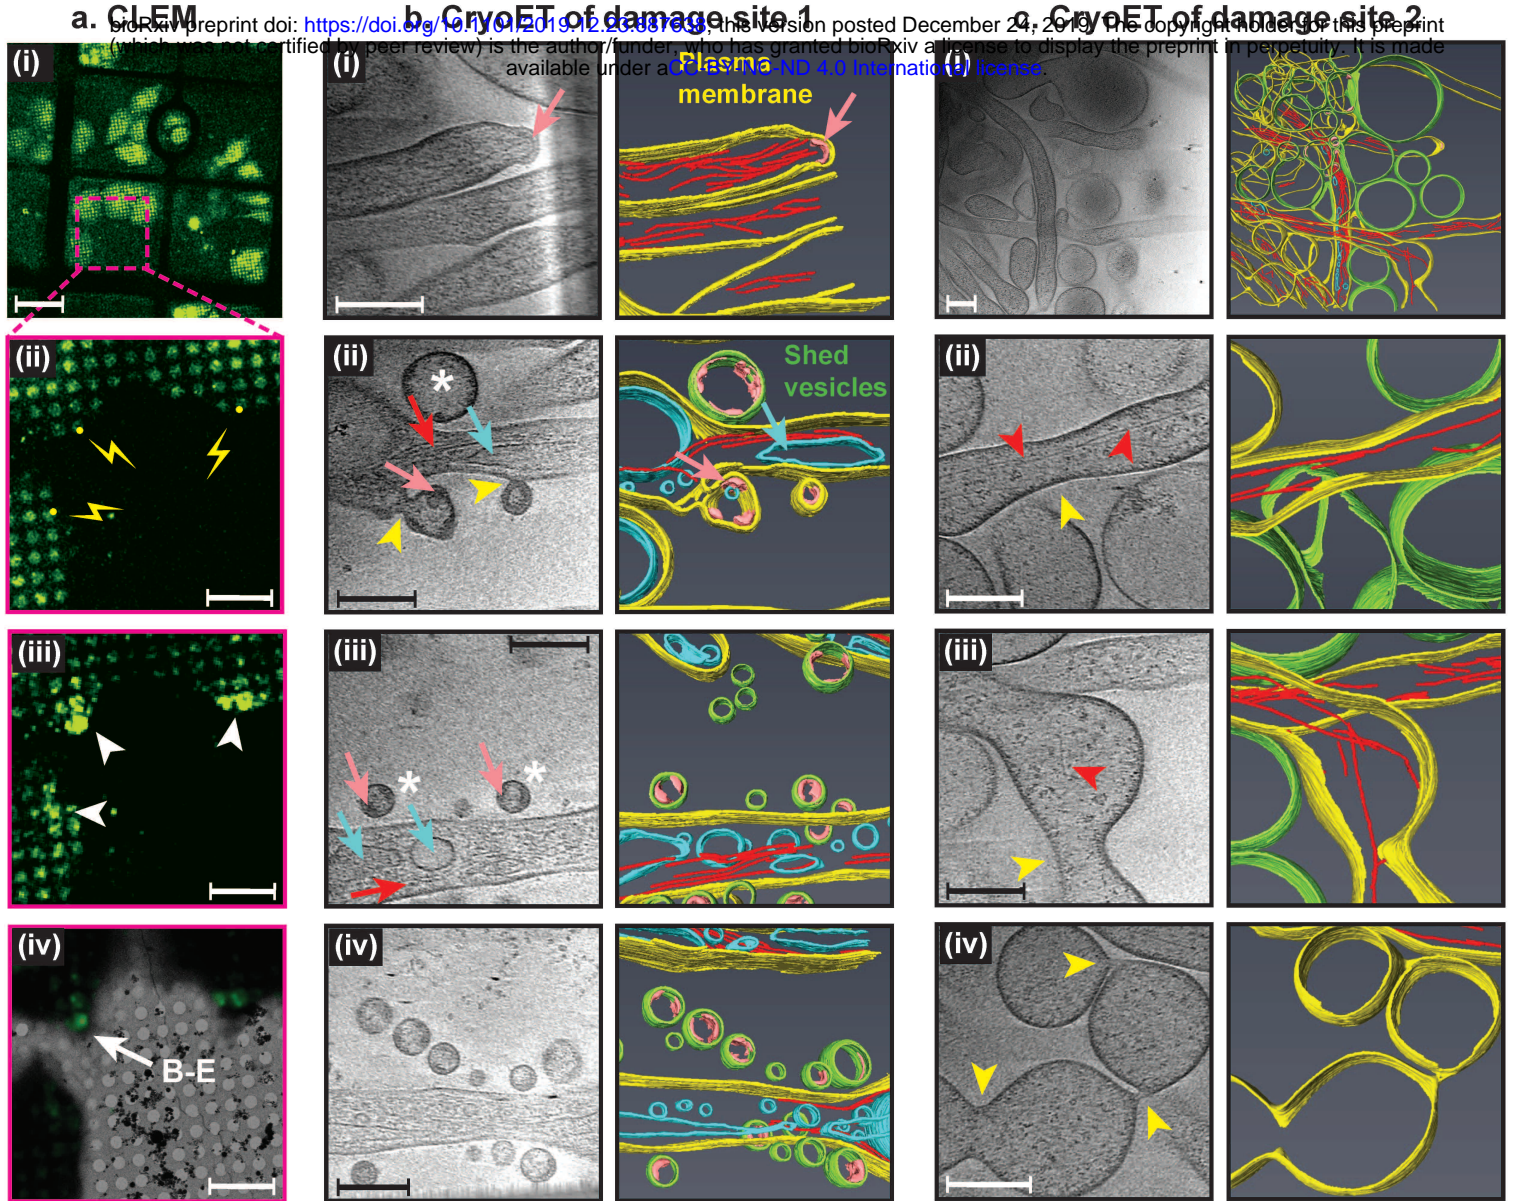 a. CLEM
b. CryoET of damage site 1
c. CryoET of damage site 2
bioRxiv preprint doi: https://doi.org/10.1101/2019.12.23.887638; this version posted December 24, 2019. The copyright holder for this preprint
(which was not certified by peer review) is the author/funder, who has granted bioRxiv a license to display the preprint in perpetuity. It is made
available under aCC-BY-NC-ND 4.0 International license.
(i)
(i)
Plasma
membrane
(i)
(ii)
(ii)
*
Shed
vesicles
(ii)
(iii)
(iii)
* *
(iii)
(iv)
B-E
(iv)
(iv)